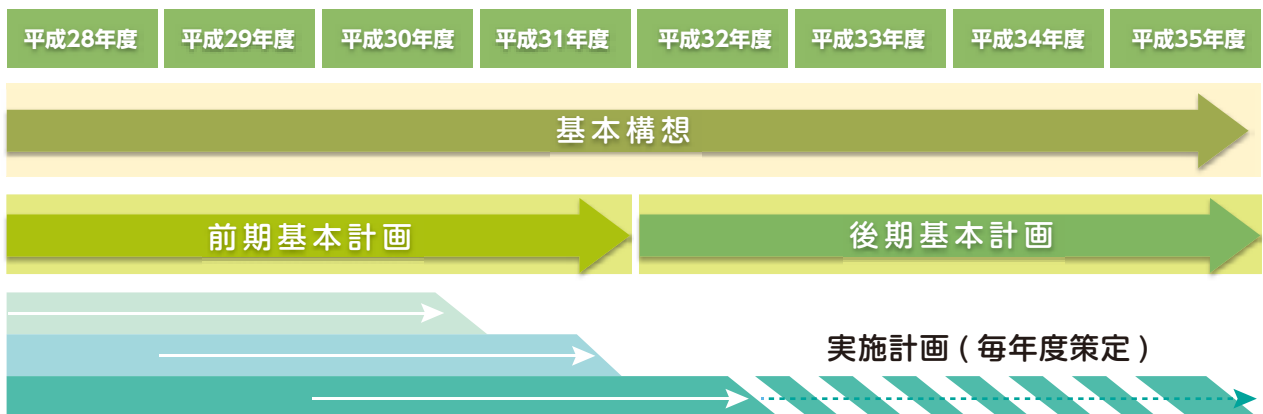 平成28年度 平成29年度 平成30年度 平成31年度 平成32年度 平成33年度 平成34年度 平成35年度
基本構想
前期基本計画 後期基本計画
実施計画 ( 毎年度策定 )